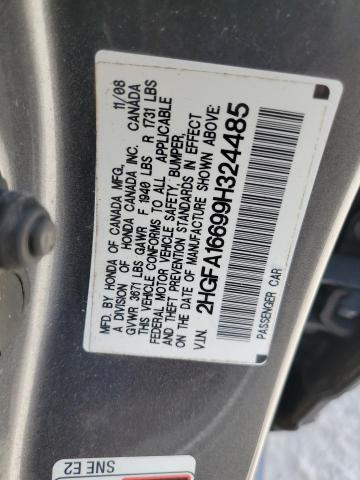 MFD. BY HONDA OF CANADA MFG. 11/08
A DIVISION OF HONDA CANADA INC. CANADA
GVWR 3671 LBS GAWR F 1940 LBS R 1731 LBS
THIS VEHICLE CONFORMS TO ALL APPLICABLE
FEDERAL MOTOR VEHICLE SAFETY, BUMPER,
AND THEFT PREVENTION STANDARDS IN EFFECT
ON THE DATE OF MANUFACTURE SHOWN ABOVE.
V.I.N. 2HGFA16699H324485
PASSENGER CAR
SNE E2